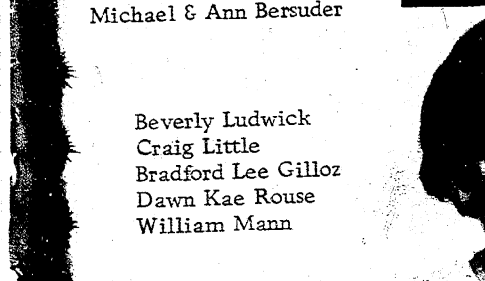 Michael & Ann Bersuder
Beverly Ludwick
Craig Little
Bradford Lee Gilloz
Dawn Kae Rouse
William Mann